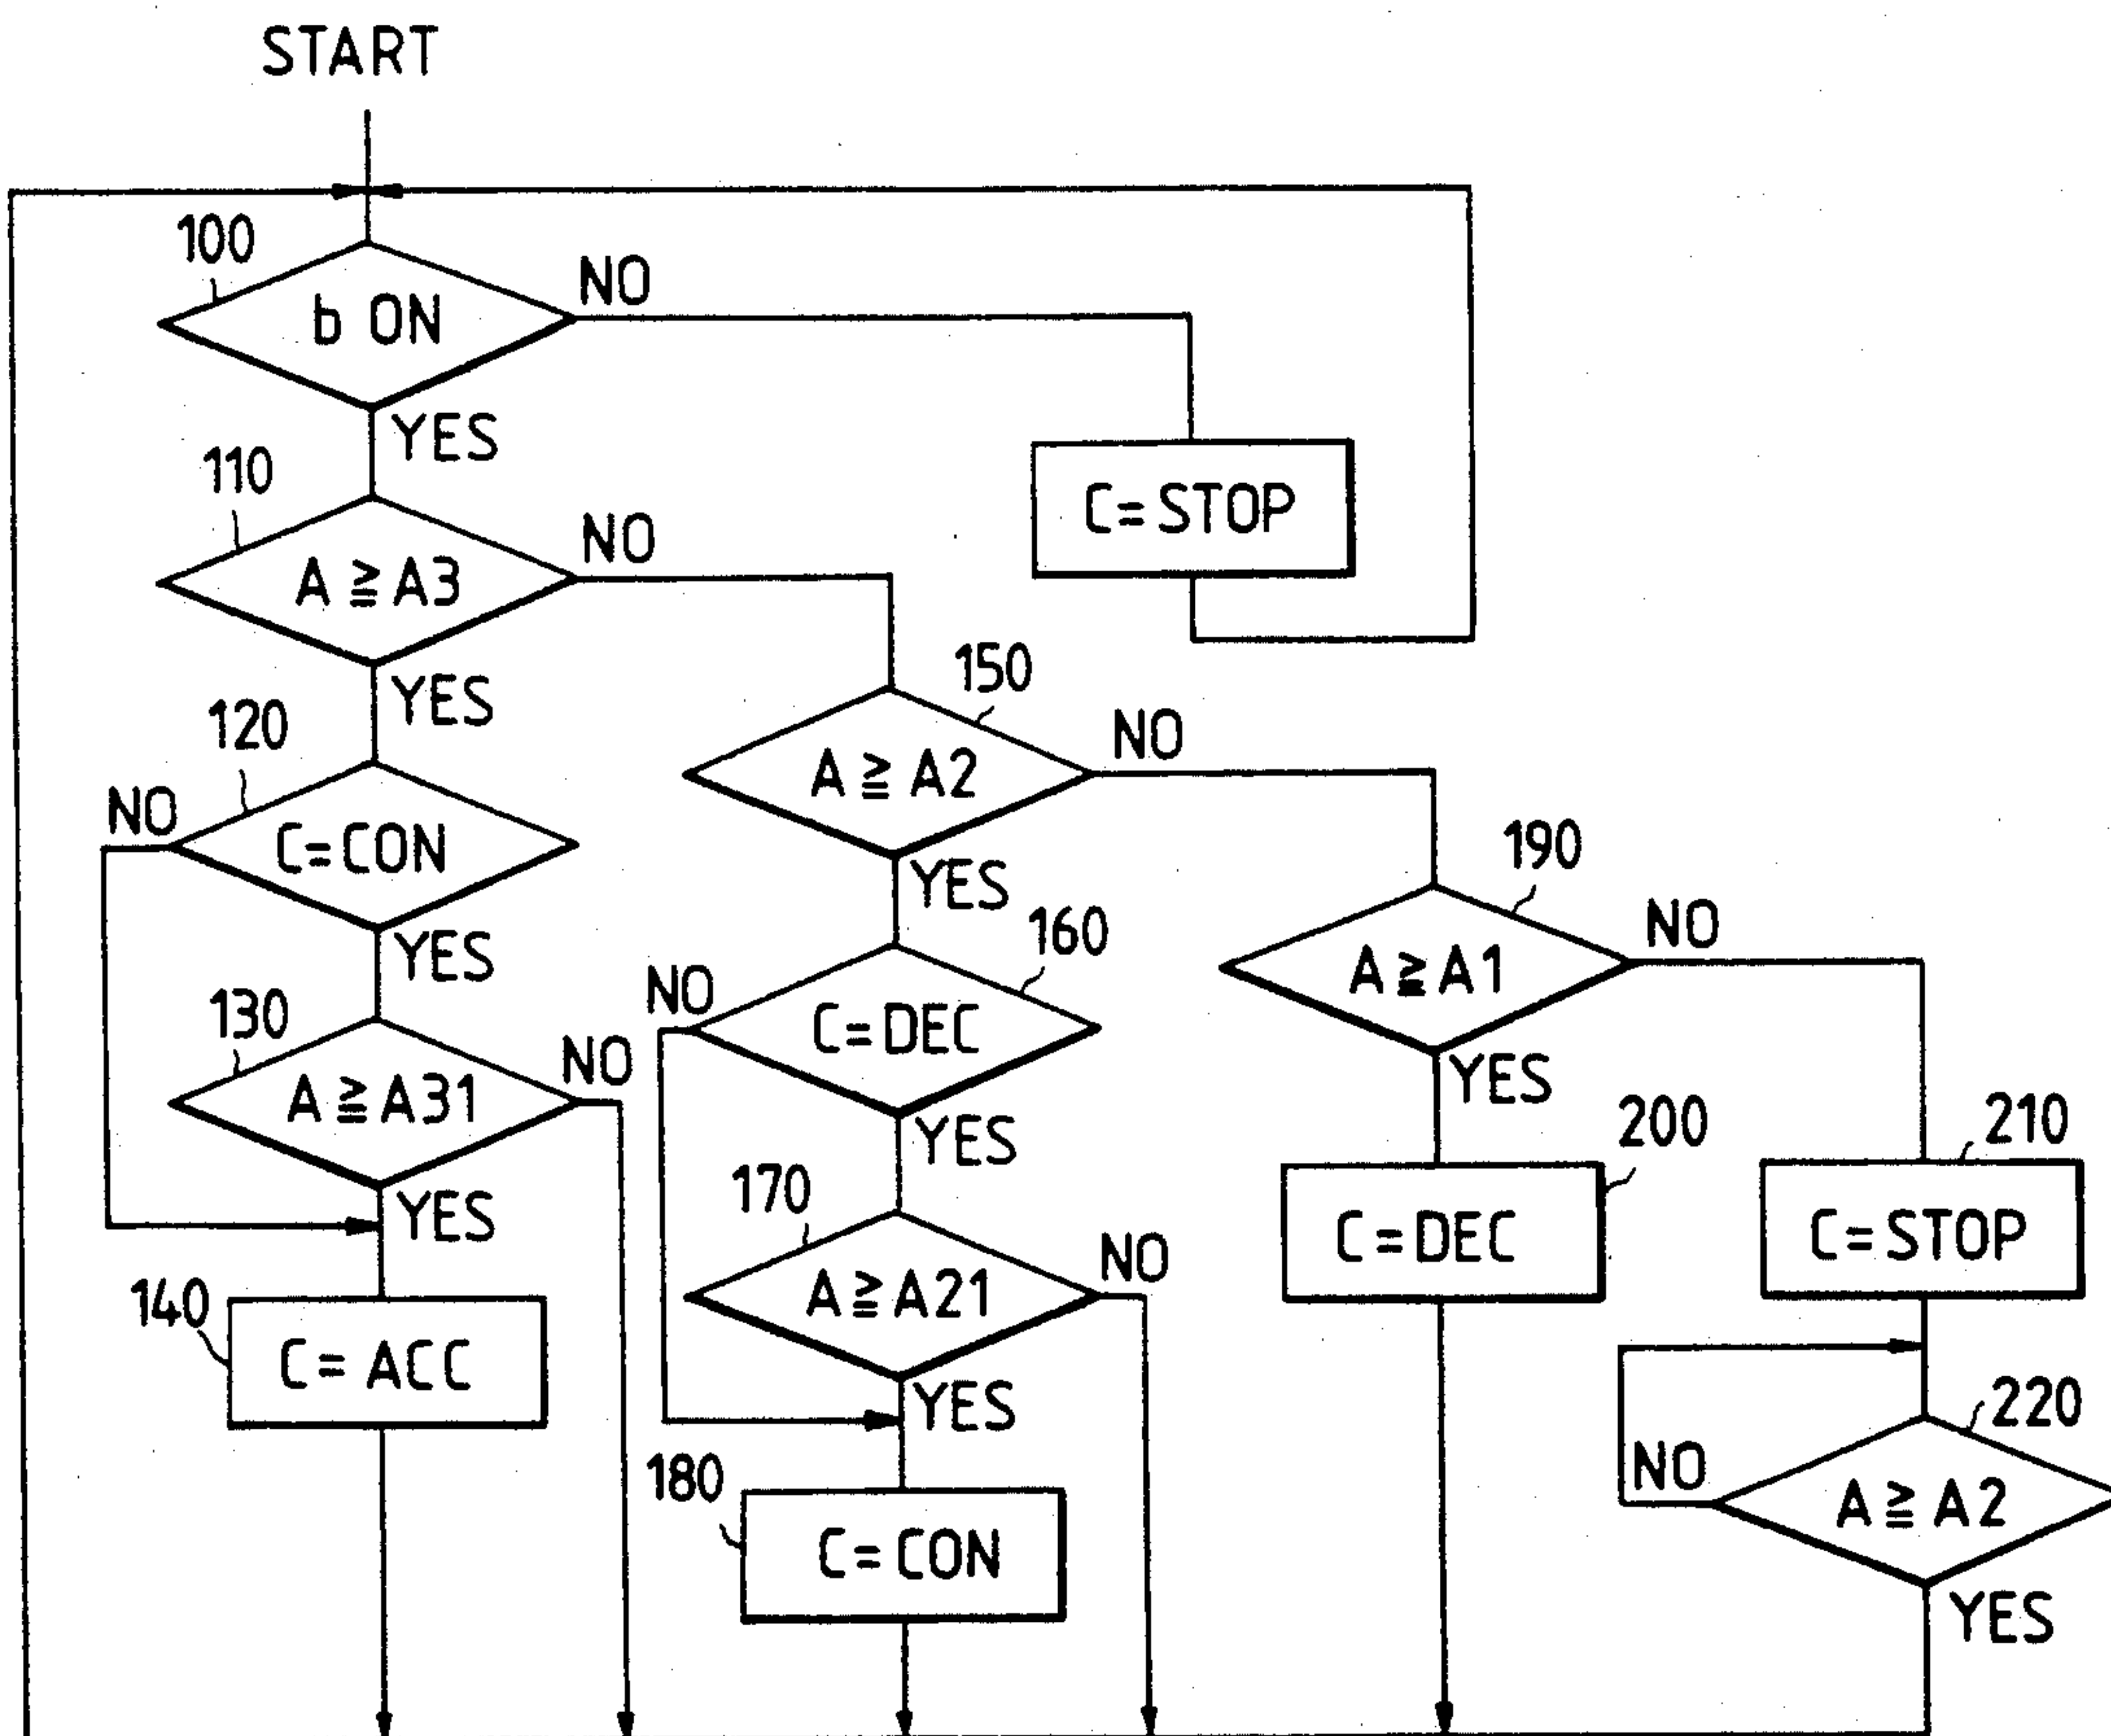 START
100
b ON
NO
YES
110
A ≧ A3
NO
YES
C=STOP
120
C=CON
NO
YES
130
A ≧ A31
NO
YES
140
C=ACC
150
A ≧ A2
NO
YES
160
C=DEC
NO
YES
170
A ≧ A21
NO
YES
180
C=CON
190
A ≧ A1
NO
YES
200
C=DEC
210
C=STOP
220
A ≧ A2
NO
YES